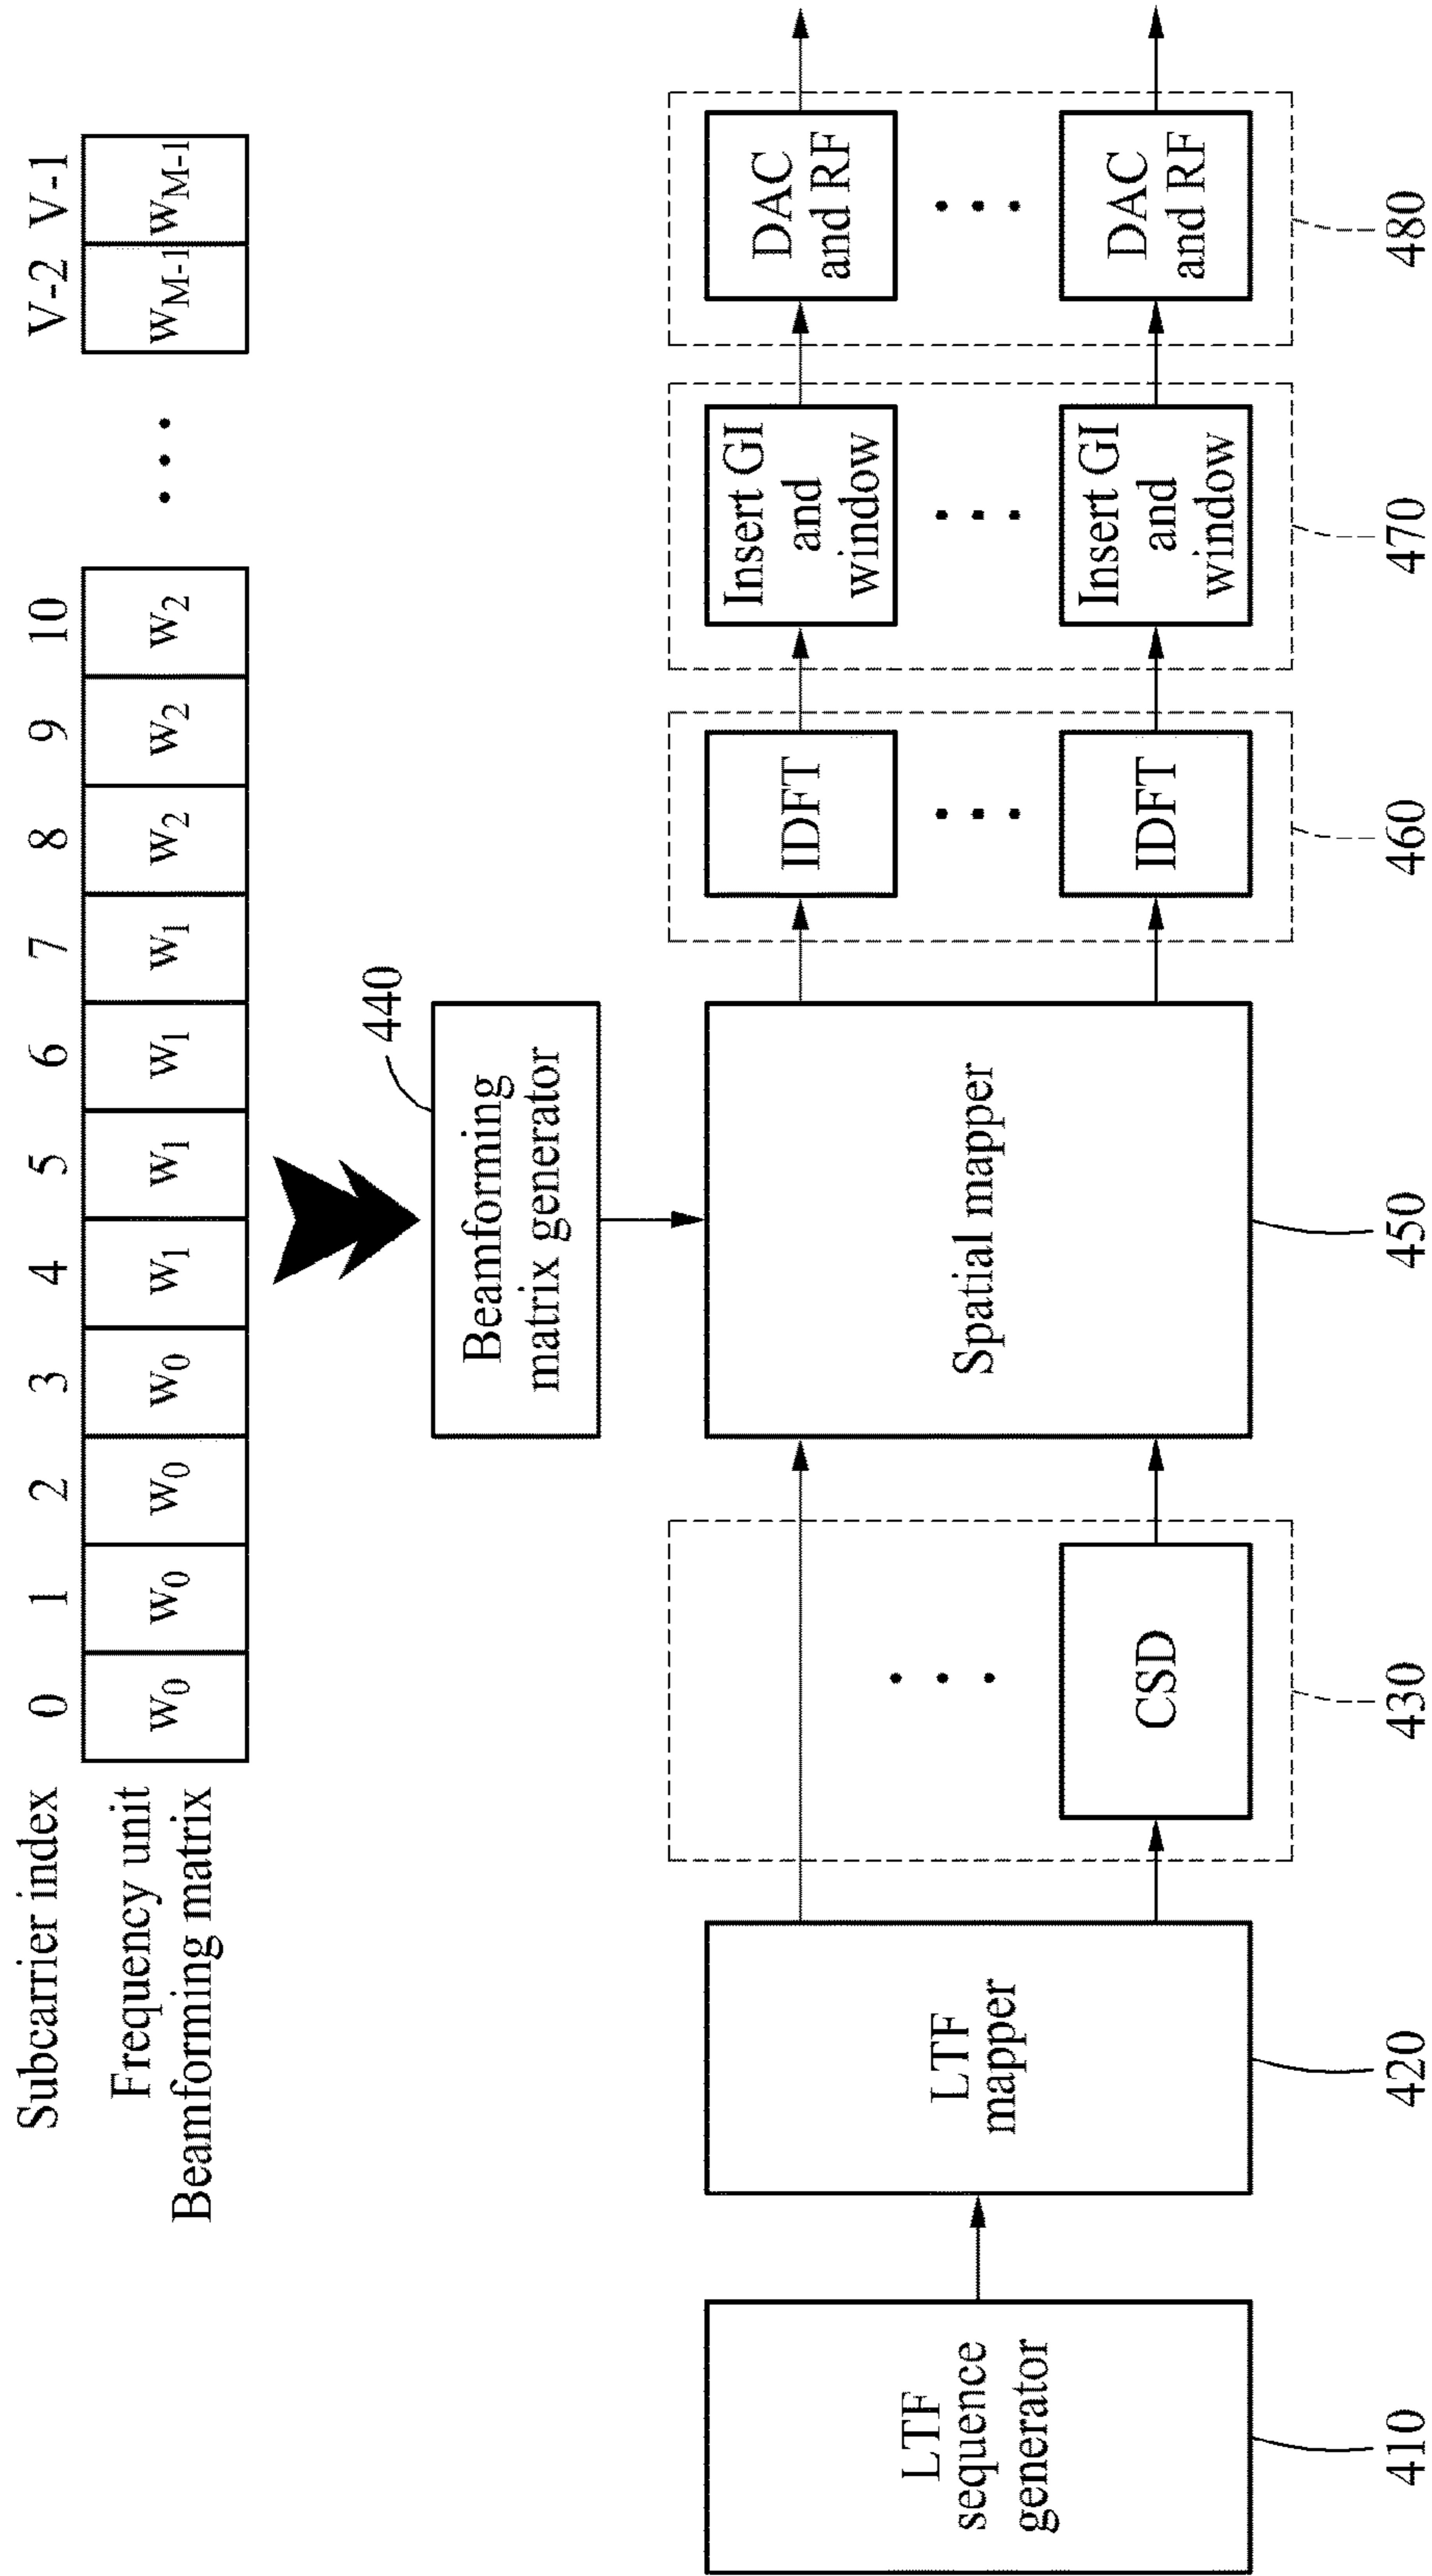 Subcarrier index
0 1 2 3 4 5 6 7 8 9 10 V-2 V-1
Frequency unit
Beamforming matrix
W0 W0 W0 W0 W1 W1 W1 W1 W2 W2 W2 ... WM-1 WM-1
Beamforming
matrix generator
440
LTF
sequence
generator
410
LTF
mapper
420
...
CSD
430
Spatial mapper
450
IDFT
...
IDFT
460
Insert GI
and
window
...
Insert GI
and
window
470
DAC
and RF
...
DAC
and RF
480